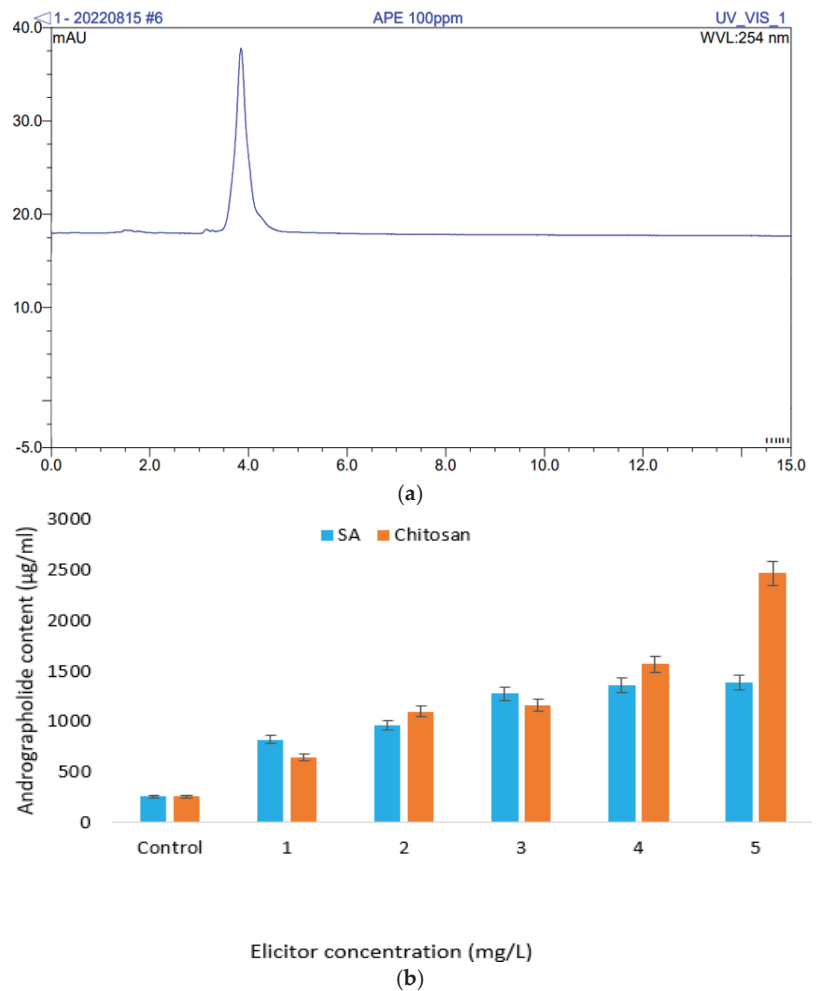 1- 20220815 #6 APE 100ppm UV_VIS_1
40.0 mAU WVL:254 nm
30.0
20.0
10.0
-5.0
0.0 2.0 4.0 6.0 8.0 10.0 12.0 15.0
(a)
3000
SA Chitosan
2500
2000
1500
1000
500
0
Andrographolide content (µg/ml)
Control 1 2 3 4 5
Elicitor concentration (mg/L)
(b)